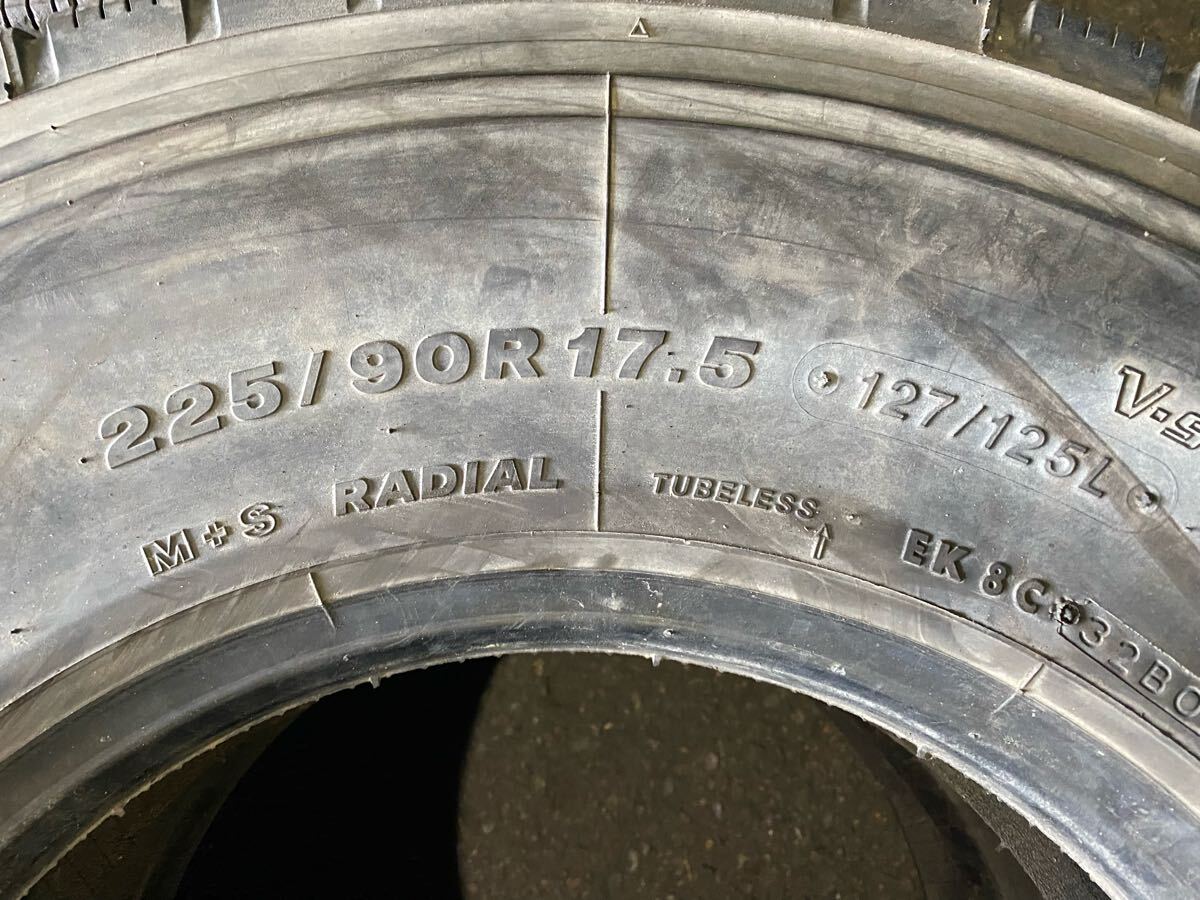 225/90R17.5
127/125L
M+S RADIAL
TUBELESS
EK 8C